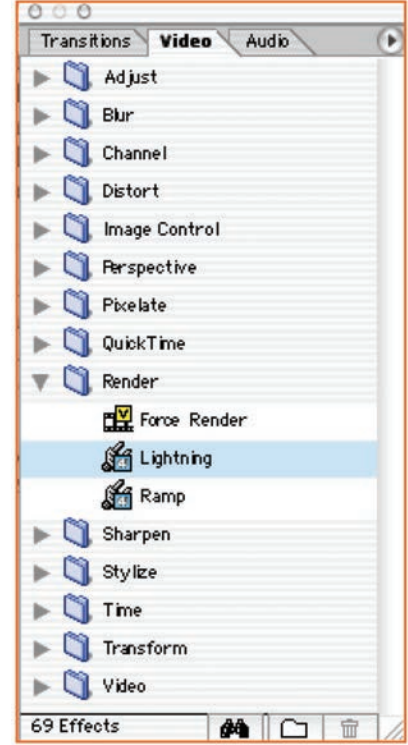 Transitions Video Audio
Adjust
Blur
Channel
Distort
Image Control
Perspective
Pixelate
QuickTime
Render
Force Render
Lightning
Ramp
Sharpen
Stylize
Time
Transform
Video
69 Effects